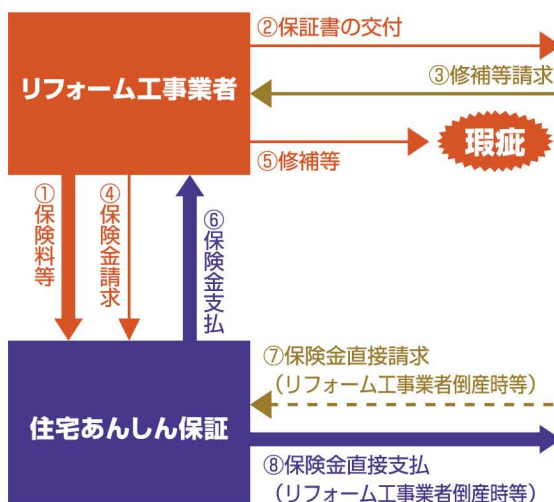 ②保証書の交付
リフォーム工事業者
③修補等請求
瑕疵
⑤修補等
①保険料等
④保険金請求
⑥保険金支払
⑦保険金直接請求
（リフォーム工事業者倒産時等）
住宅あんしん保証
⑧保険金直接支払
（リフォーム工事業者倒産時等）